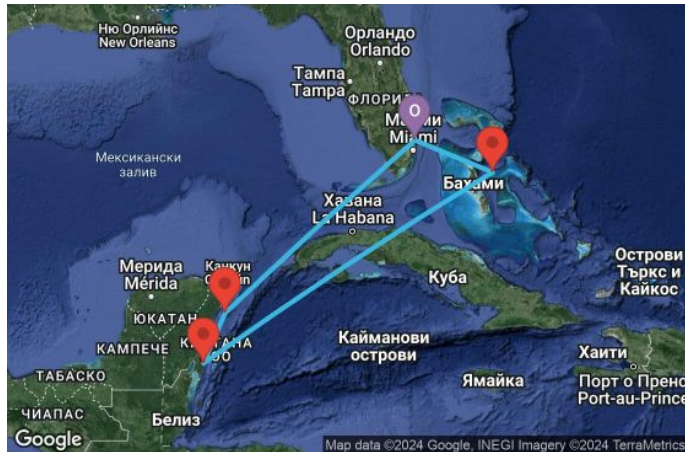 Ню Орлийнс
New Orleans
Орландо
Orlando
Тампа
Tampa
ФЛОРИД
O
Miami
Мексикански
залив
Бахами
Хавана
La Habana
Мерида
Mérida
Канкун
ЮКАТАН
Куба
Острови
Търкс и
Кайкос
КАМПЕЧЕ
Кайманови
острови
ТАБАСКО
Хаити
Ямайка
Порт о Пренс
Port-au-Prince
ЧИАПАС
Белиз
Google
Map data ©2024 Google, INEGI Imagery ©2024 TerraMetrics